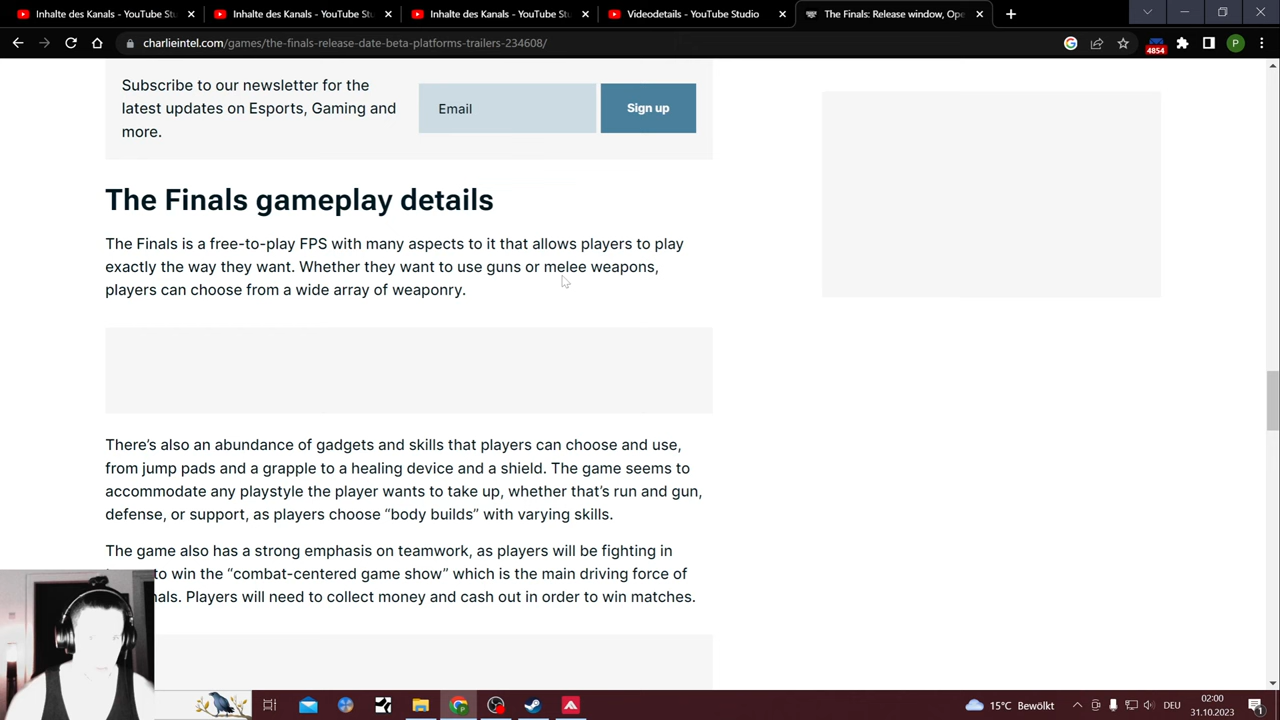 Inhalte des Kanals - YouTube St
Inhalte des Kanals - YouTube St
Inhalte des Kanals - YouTube St
Videodetails - YouTube Studio
The Finals: Release window, Ope
charlieintel.com/games/the-finals-release-date-beta-platforms-trailers-234608/
4854
P
Subscribe to our newsletter for the
latest updates on Esports, Gaming and
more.
Email
Sign up
The Finals gameplay details
The Finals is a free-to-play FPS with many aspects to it that allows players to play
exactly the way they want. Whether they want to use guns or melee weapons,
players can choose from a wide array of weaponry.
There's also an abundance of gadgets and skills that players can choose and use,
from jump pads and a grapple to a healing device and a shield. The game seems to
accommodate any playstyle the player wants to take up, whether that's run and gun,
defense, or support, as players choose “body builds” with varying skills.
The game also has a strong emphasis on teamwork, as players will be fighting in
to win the “combat-centered game show” which is the main driving force of
nals. Players will need to collect money and cash out in order to win matches.
15°C Bewölkt
DEU
02:00
31.10.2023
1